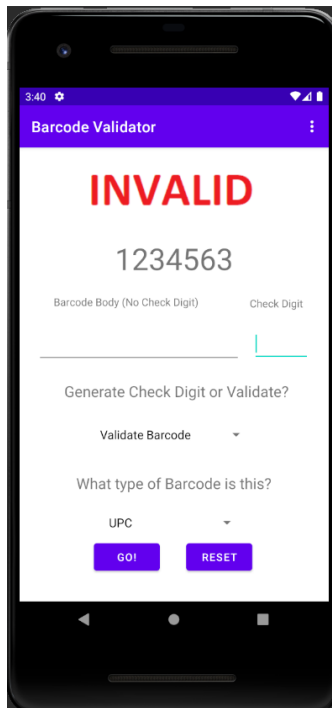 3:40
Barcode Validator
INVALID
1234563
Barcode Body (No Check Digit) Check Digit
Generate Check Digit or Validate?
Validate Barcode
What type of Barcode is this?
UPC
GO! RESET